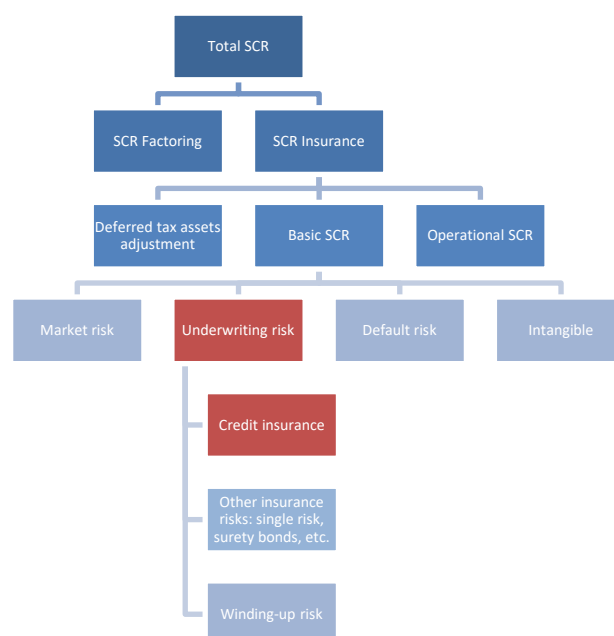 Total SCR
SCR Factoring
SCR Insurance
Deferred tax assets
adjustment
Basic SCR
Operational SCR
Market risk
Underwriting risk
Default risk
Intangible
Credit insurance
Other insurance
risks: single risk,
surety bonds, etc.
Winding-up risk